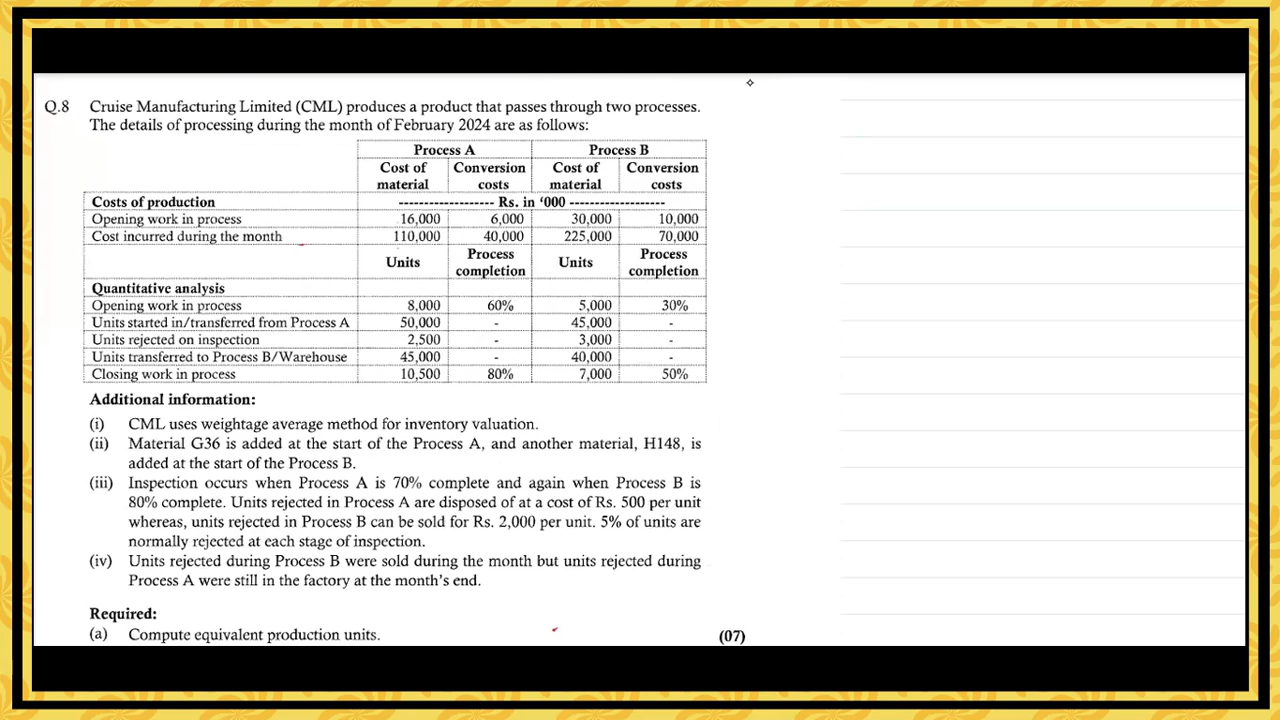 Q.8 Cruise Manufacturing Limited (CML) produces a product that passes through two processes.
The details of processing during the month of February 2024 are as follows:
Process A Process B
Cost of material Conversion costs Cost of material Conversion costs
Costs of production ------------------- Rs. in ‘000 -------------------
Opening work in process 16,000 6,000 30,000 10,000
Cost incurred during the month 110,000 40,000 225,000 70,000
Units Process completion Units Process completion
Quantitative analysis
Opening work in process 8,000 60% 5,000 30%
Units started in/transferred from Process A 50,000 - 45,000 -
Units rejected on inspection 2,500 - 3,000 -
Units transferred to Process B/Warehouse 45,000 - 40,000 -
Closing work in process 10,500 80% 7,000 50%
Additional information:
(i) CML uses weightage average method for inventory valuation.
(ii) Material G36 is added at the start of the Process A, and another material, H148, is
added at the start of the Process B.
(iii) Inspection occurs when Process A is 70% complete and again when Process B is
80% complete. Units rejected in Process A are disposed of at a cost of Rs. 500 per unit
whereas, units rejected in Process B can be sold for Rs. 2,000 per unit. 5% of units are
normally rejected at each stage of inspection.
(iv) Units rejected during Process B were sold during the month but units rejected during
Process A were still in the factory at the month’s end.
Required:
(a) Compute equivalent production units. (07)